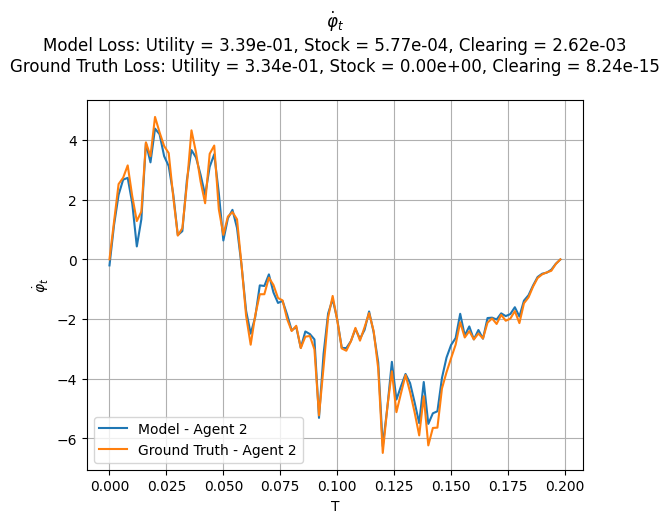 φ̇ₜ
Model Loss: Utility = 3.39e-01, Stock = 5.77e-04, Clearing = 2.62e-03
Ground Truth Loss: Utility = 3.34e-01, Stock = 0.00e+00, Clearing = 8.24e-15
4
2
0
−2
−4
−6
φ̇ₜ
Model - Agent 2
Ground Truth - Agent 2
0.000 0.025 0.050 0.075 0.100 0.125 0.150 0.175 0.200
T